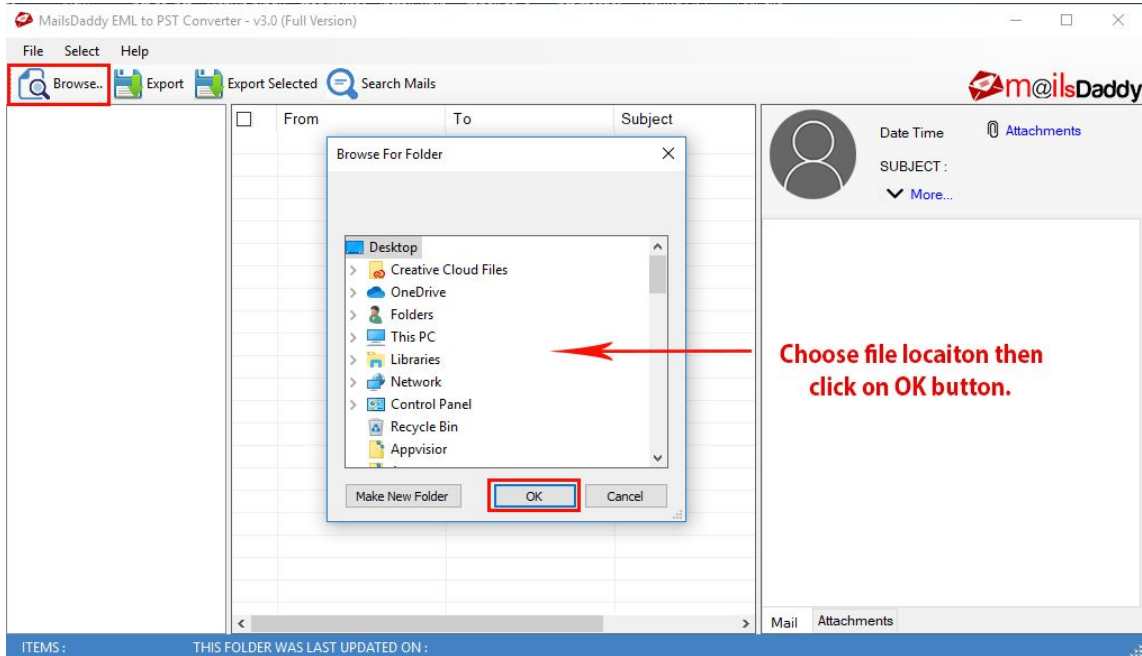 MailsDaddy EML to PST Converter - v3.0 (Full Version)
File Select Help
Browse.. Export Export Selected Search Mails
m@ilsDaddy
From To Subject
Browse For Folder
Desktop
Creative Cloud Files
OneDrive
Folders
This PC
Libraries
Network
Control Panel
Recycle Bin
Appvisior
Make New Folder OK Cancel
Date Time Attachments
SUBJECT :
More...
Choose file locaiton then
click on OK button.
Mail Attachments
ITEMS : THIS FOLDER WAS LAST UPDATED ON :